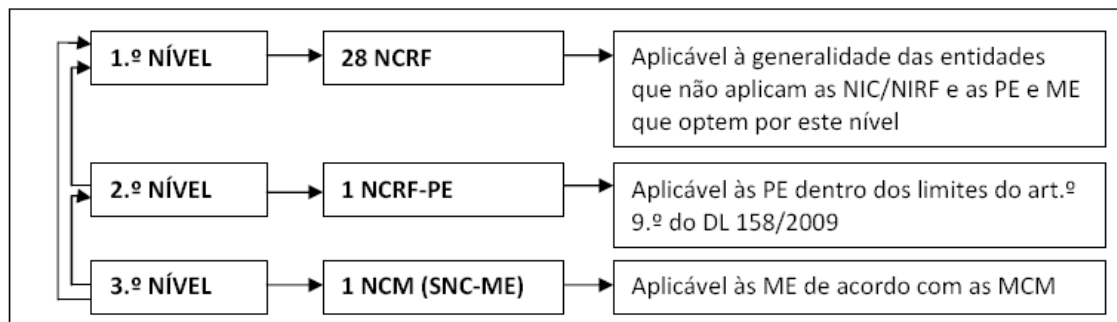 1.º NÍVEL
28 NCRF
Aplicável à generalidade das entidades
que não aplicam as NIC/NIRF e as PE e ME
que optem por este nível
2.º NÍVEL
1 NCRF-PE
Aplicável às PE dentro dos limites do art.º
9.º do DL 158/2009
3.º NÍVEL
1 NCM (SNC-ME)
Aplicável às ME de acordo com as MCM